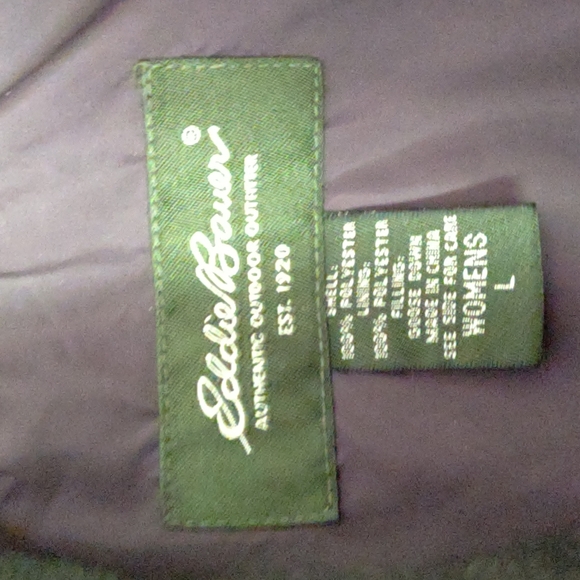 Eddie Bauer®
AUTHENTIC OUTDOOR OUTFITTER
EST. 1920
SHELL:
100% POLYESTER
LINING:
100% POLYESTER
FILLING:
GOOSE DOWN
MADE IN CHINA
SEE SIDE FOR CARE
WOMENS
L